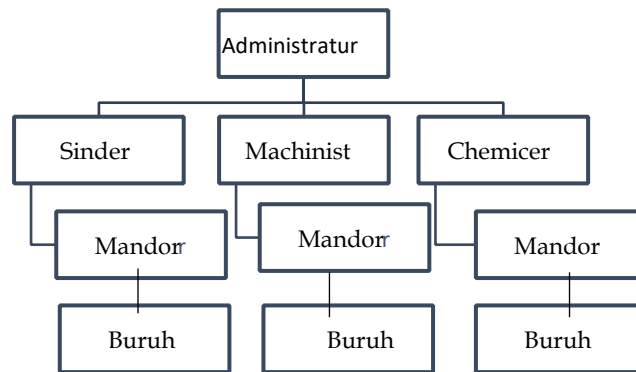 Administratur
Sinder
Machinist
Chemicer
Mandor
Mandor
Mandor
Buruh
Buruh
Buruh